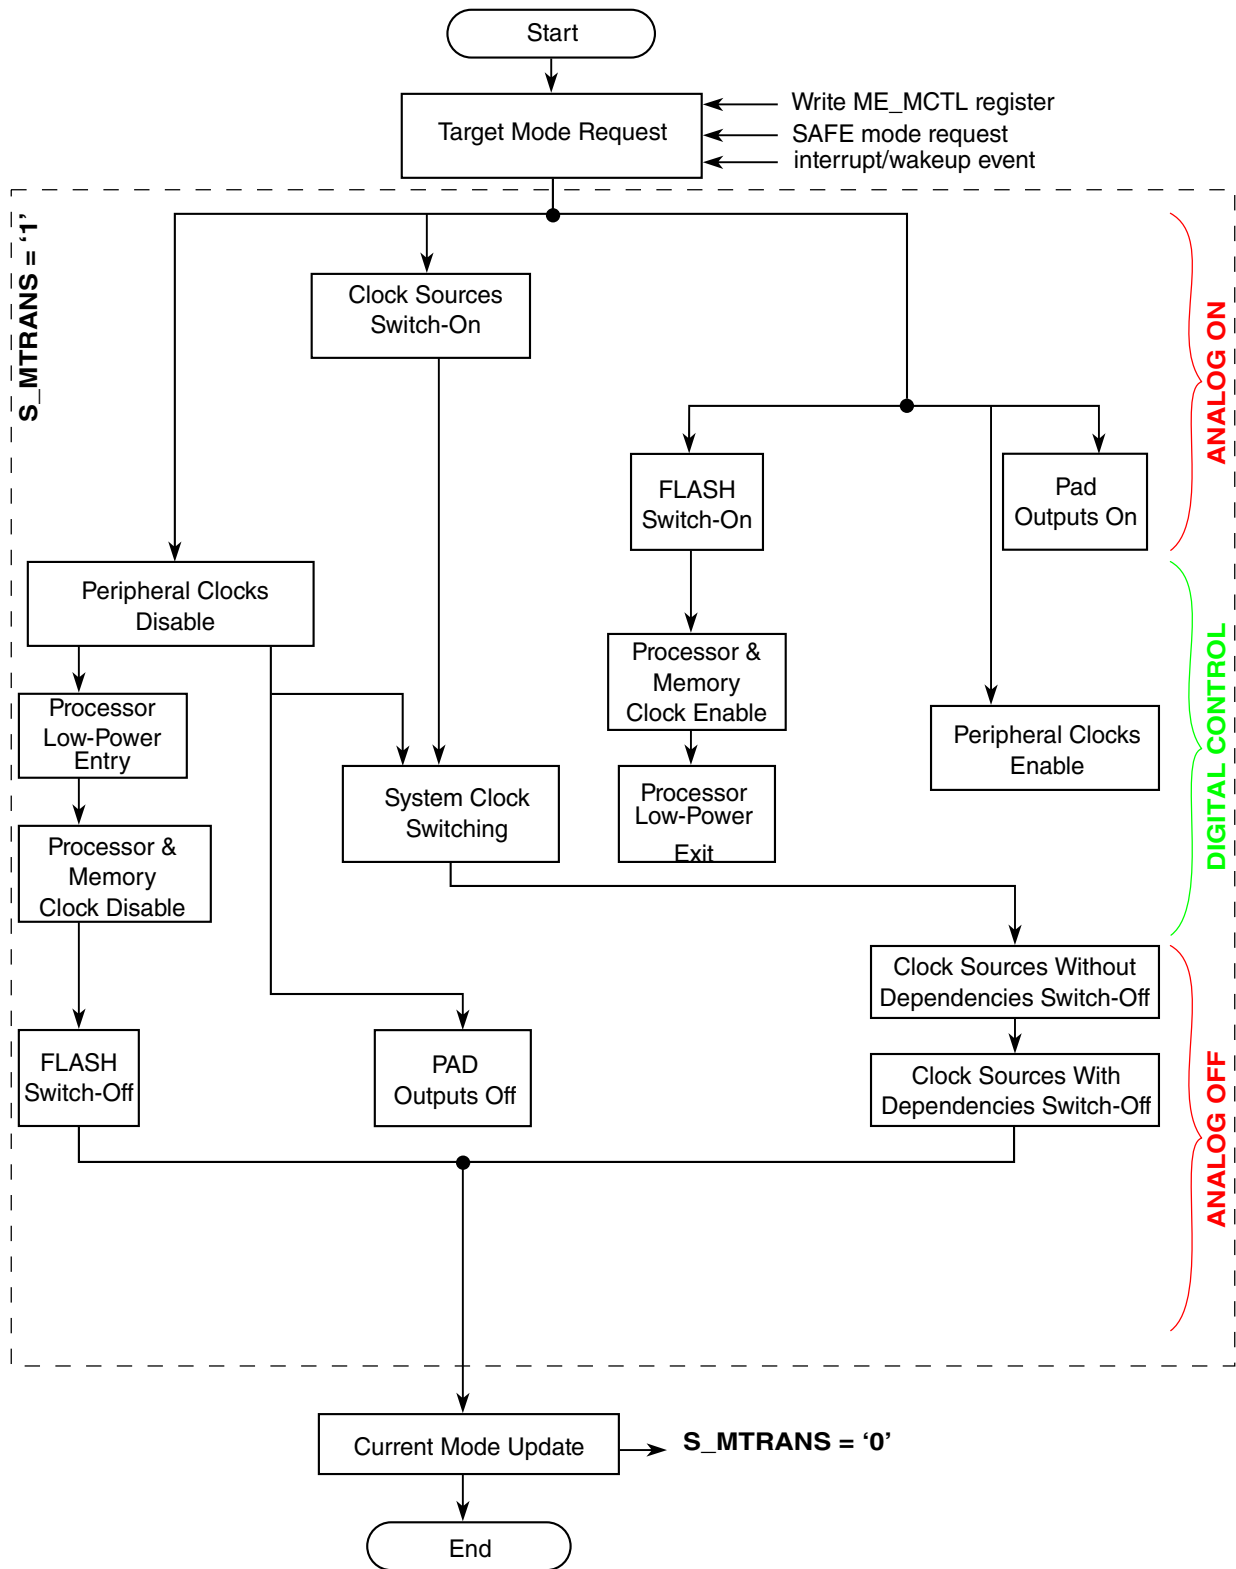 Start
Target Mode Request
Write ME_MCTL register
SAFE mode request
interrupt/wakeup event
S_MTRANS = ‘1’
Clock Sources
Switch-On
ANALOG ON
FLASH
Switch-On
Pad
Outputs On
Peripheral Clocks
Disable
Processor &
Memory
Clock Enable
Processor
Low-Power
Entry
Peripheral Clocks
Enable
DIGITAL CONTROL
System Clock
Switching
Processor
Low-Power
Exit
Processor &
Memory
Clock Disable
Clock Sources Without
Dependencies Switch-Off
FLASH
Switch-Off
PAD
Outputs Off
Clock Sources With
Dependencies Switch-Off
ANALOG OFF
Current Mode Update
S_MTRANS = ‘0’
End